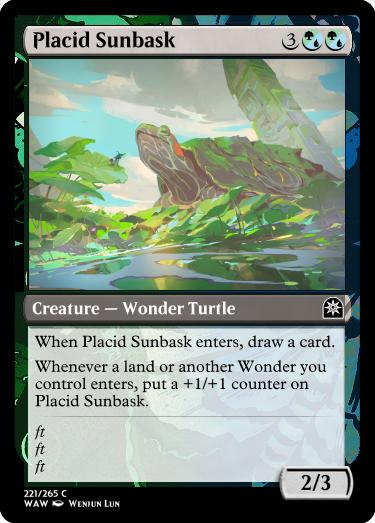 Placid Sunbask 3
Creature — Wonder Turtle
When Placid Sunbask enters, draw a card.
Whenever a land or another Wonder you
control enters, put a +1/+1 counter on
Placid Sunbask.
ft
ft
ft
2/3
221/265 C
WAW Wenjun Lun